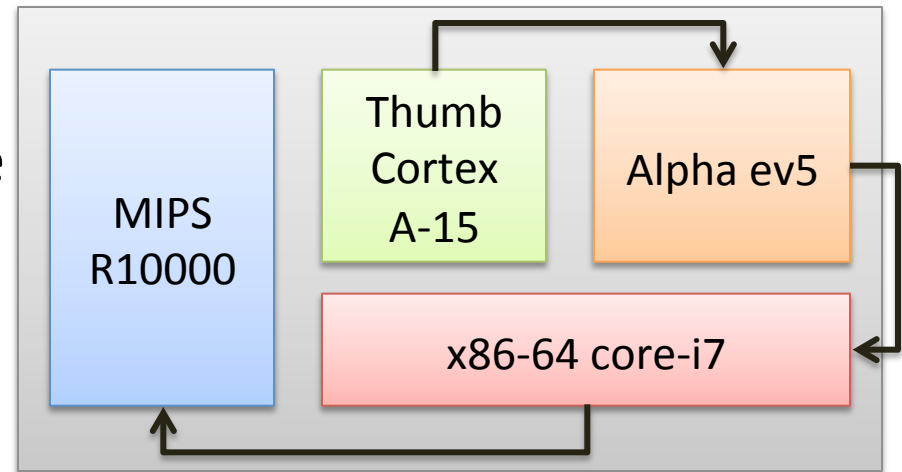 MIPS
R10000
Thumb
Cortex
A-15
Alpha ev5
x86-64 core-i7